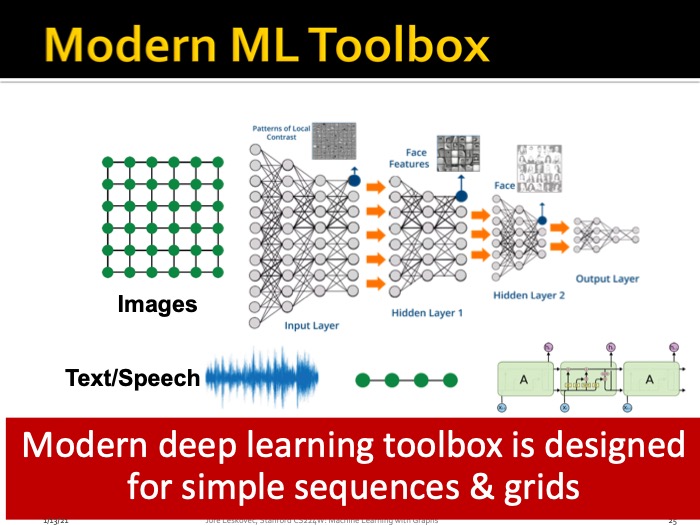 Modern ML Toolbox
Patterns of Local
Contrast
Face
Features
Face
Images
Input Layer
Hidden Layer 1
Hidden Layer 2
Output Layer
Text/Speech
A
A
Modern deep learning toolbox is designed
for simple sequences & grids
1/13/21
Jure Leskovec, Stanford CS224W: Machine Learning with Graphs
25